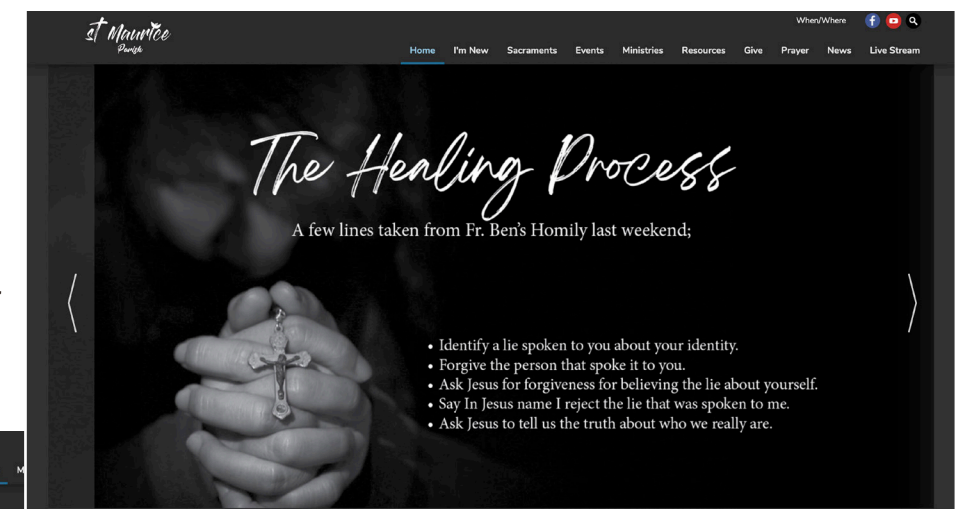 St Maurice
Parish
When/Where
Home I'm New Sacraments Events Ministries Resources Give Prayer News Live Stream
The Healing Process
A few lines taken from Fr. Ben's Homily last weekend;
• Identify a lie spoken to you about your identity.
• Forgive the person that spoke it to you.
• Ask Jesus for forgiveness for believing the lie about yourself.
• Say In Jesus name I reject the lie that was spoken to me.
• Ask Jesus to tell us the truth about who we really are.